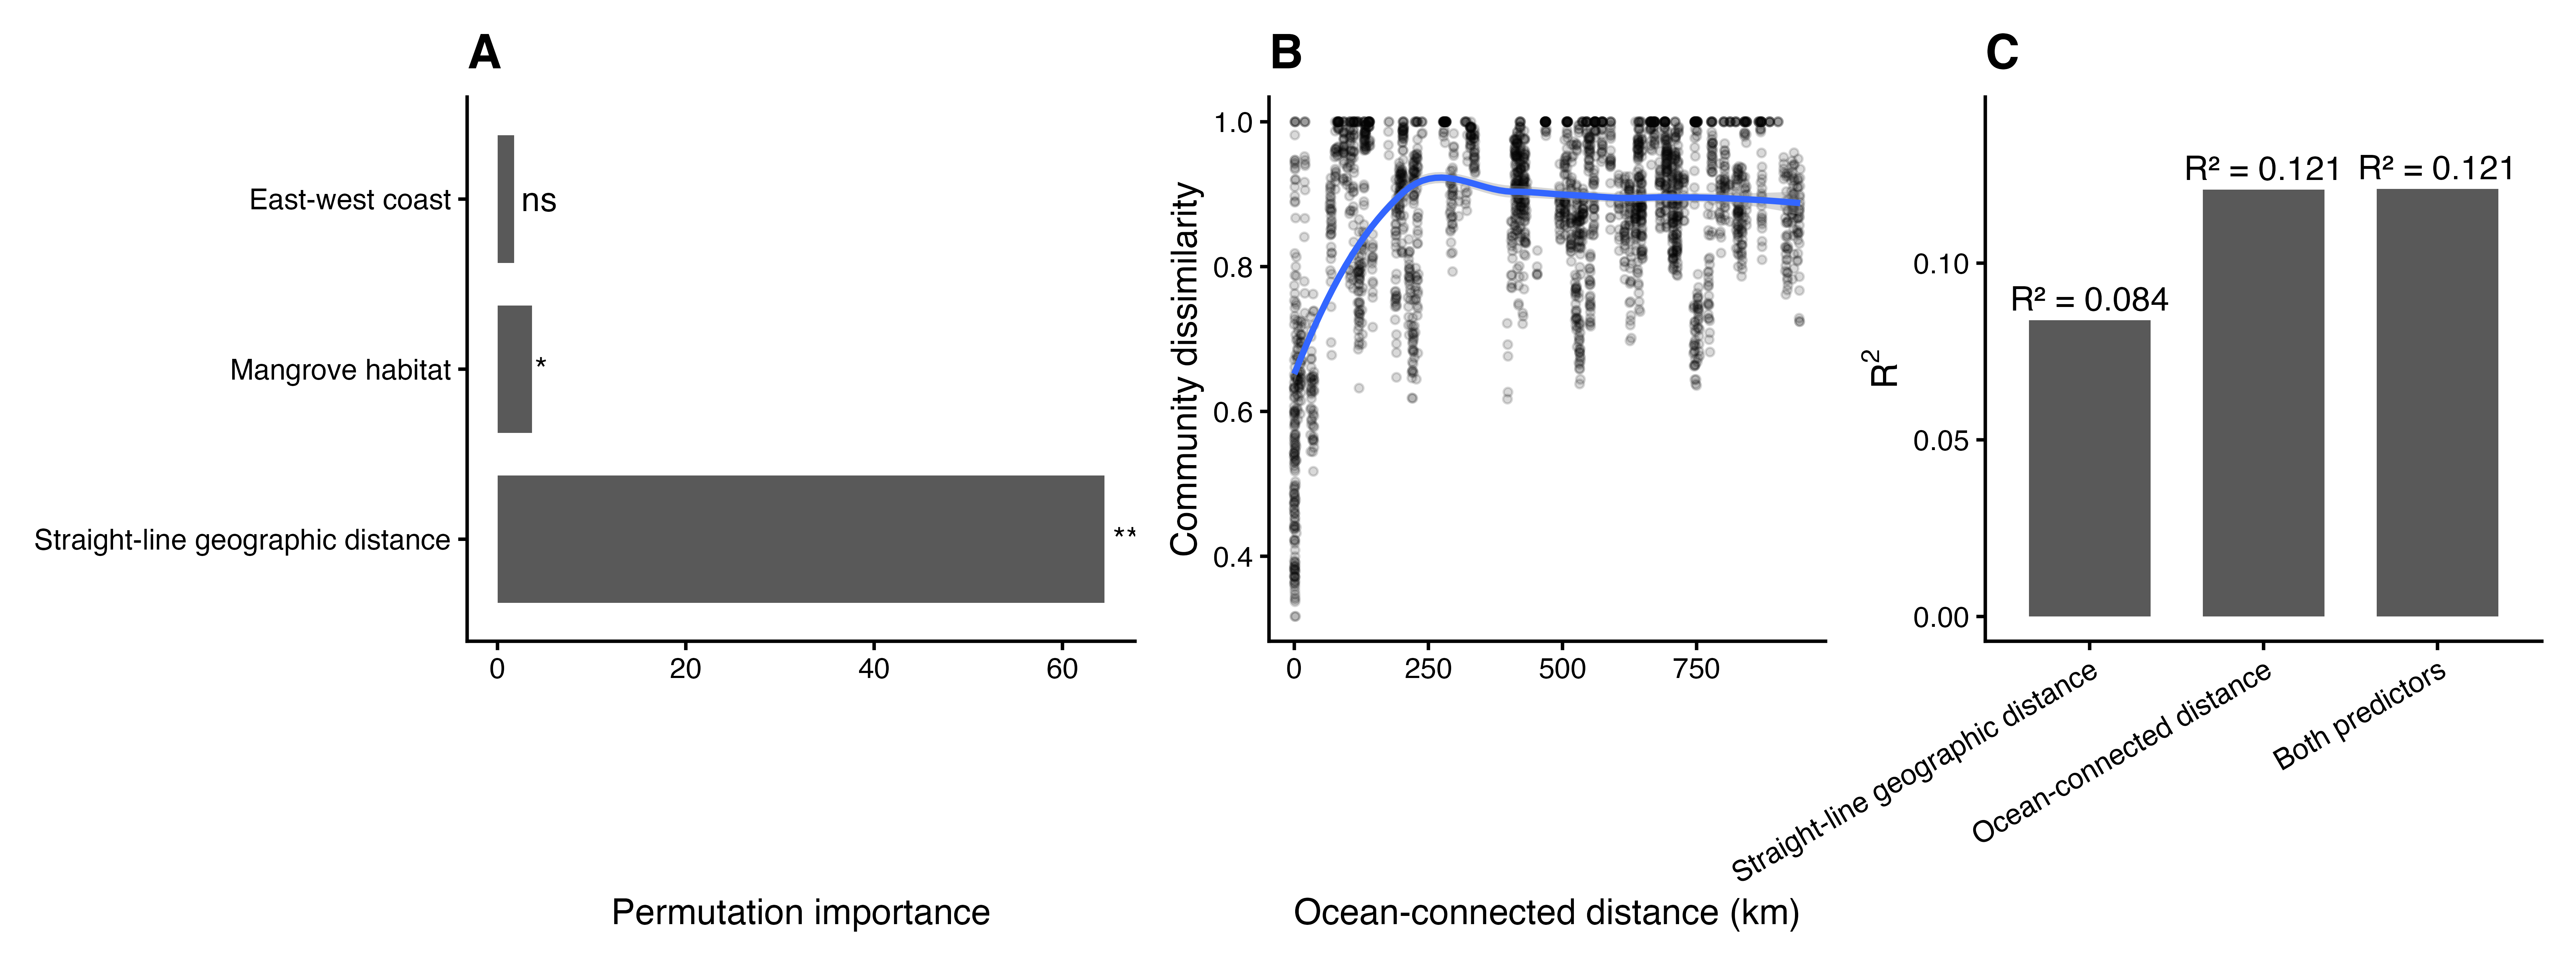 A
East-west coast
ns
Mangrove habitat
*
Straight-line geographic distance
**
0 20 40 60
Permutation importance
B
Community dissimilarity
1.0
0.8
0.6
0.4
0 250 500 750
Ocean-connected distance (km)
C
R²
0.10
0.05
0.00
R² = 0.084
R² = 0.121
R² = 0.121
Straight-line geographic distance
Ocean-connected distance
Both predictors